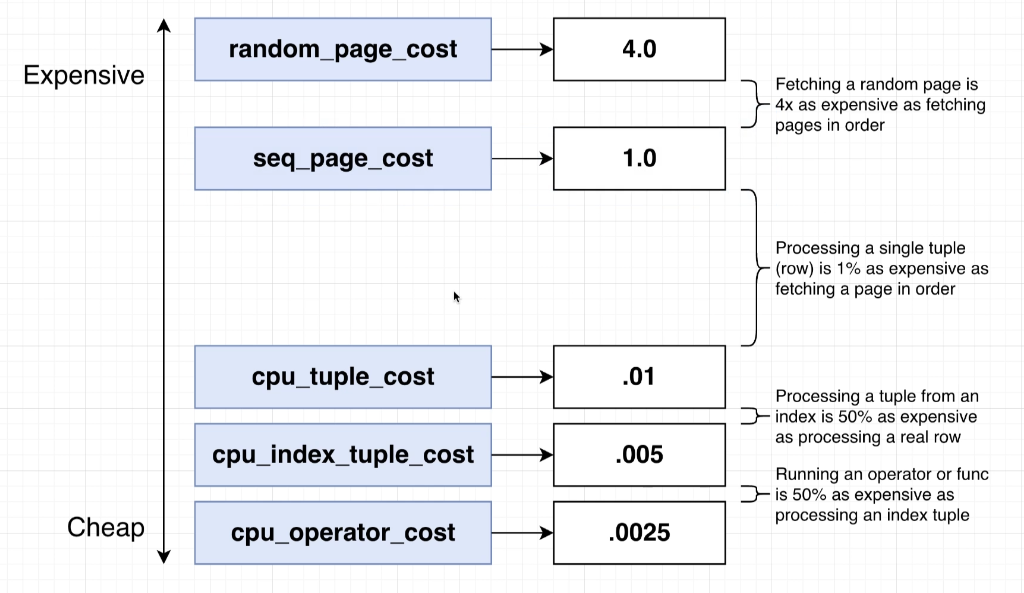 random_page_cost
4.0
Expensive
Fetching a random page is
4x as expensive as fetching
pages in order
seq_page_cost
1.0
Processing a single tuple
(row) is 1% as expensive as
fetching a page in order
cpu_tuple_cost
.01
Processing a tuple from an
index is 50% as expensive
as processing a real row
cpu_index_tuple_cost
.005
Running an operator or func
is 50% as expensive as
processing an index tuple
Cheap
cpu_operator_cost
.0025